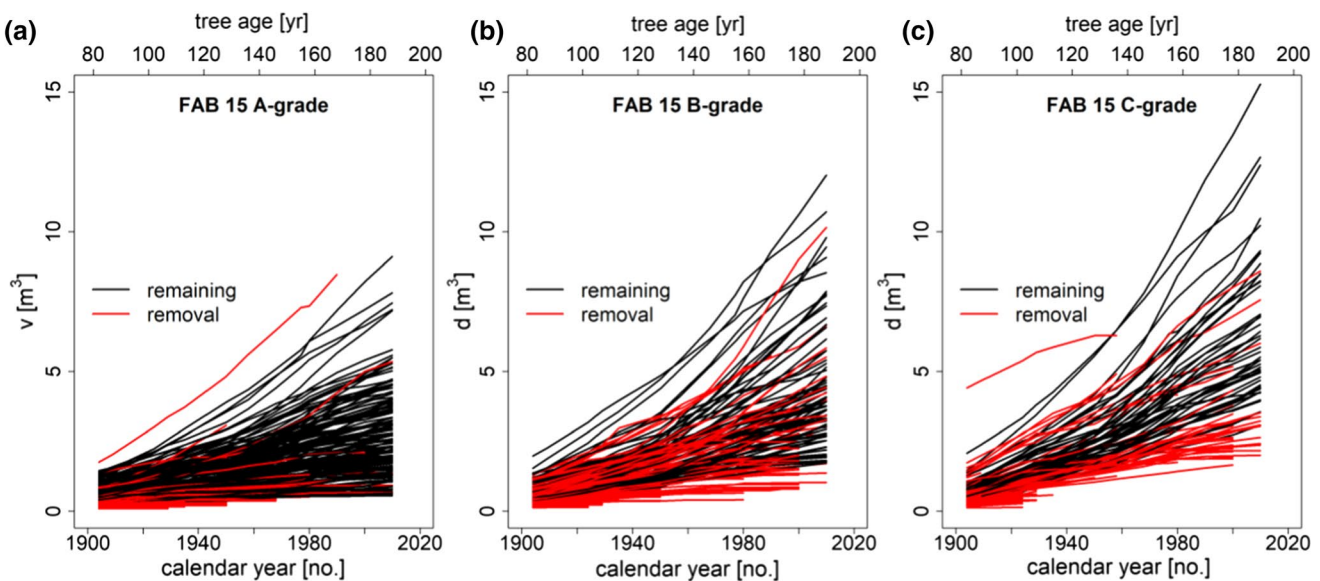 (a)
tree age [yr]
80 100 120 140 160 180 200
FAB 15 A-grade
15
10
5
0
v [m³]
remaining
removal
1900 1940 1980 2020
calendar year [no.]
(b)
tree age [yr]
80 100 120 140 160 180 200
FAB 15 B-grade
15
10
5
0
d [m³]
remaining
removal
1900 1940 1980 2020
calendar year [no.]
(c)
tree age [yr]
80 100 120 140 160 180 200
FAB 15 C-grade
15
10
5
0
d [m³]
remaining
removal
1900 1940 1980 2020
calendar year [no.]